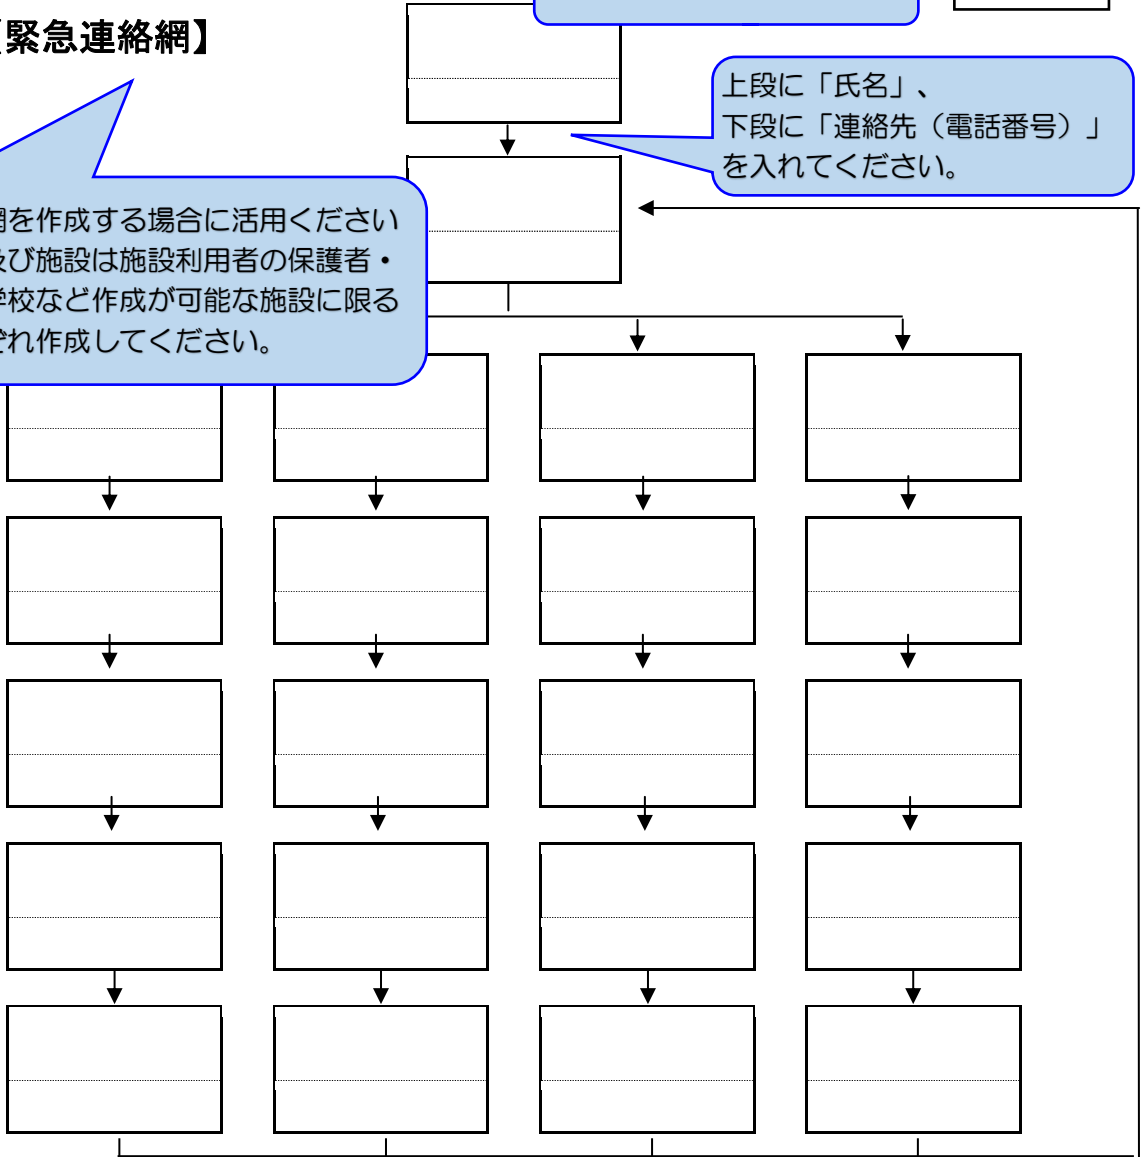 【緊急連絡網】
上段に「氏名」、
下段に「連絡先（電話番号）」
を入れてください。
網を作成する場合に活用ください
及び施設は施設利用者の保護者・
学校など作成が可能な施設に限る
ぞれ作成してください。